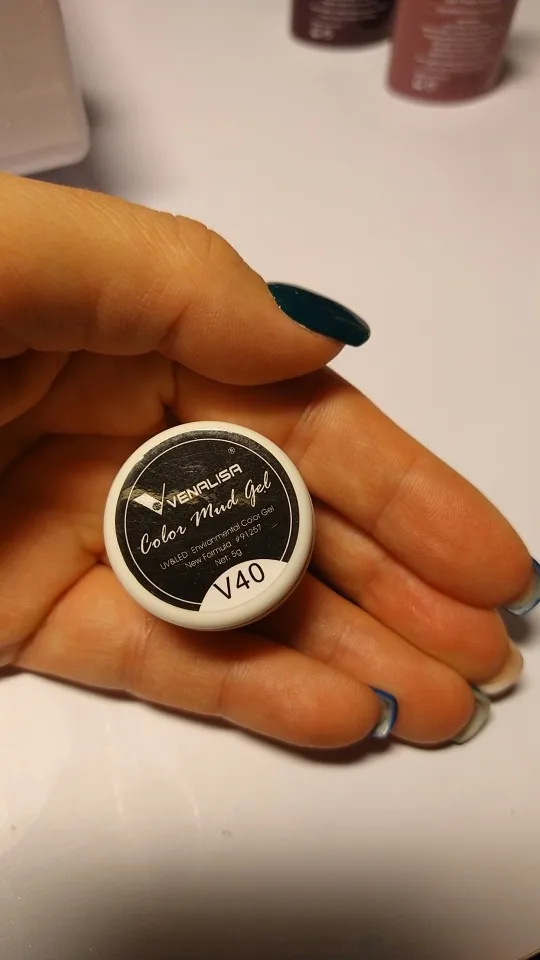 ®
VENALISA
Color Mud Gel
UV&LED Environmental Color Gel
New Formula #91257
Net: 5g
V40